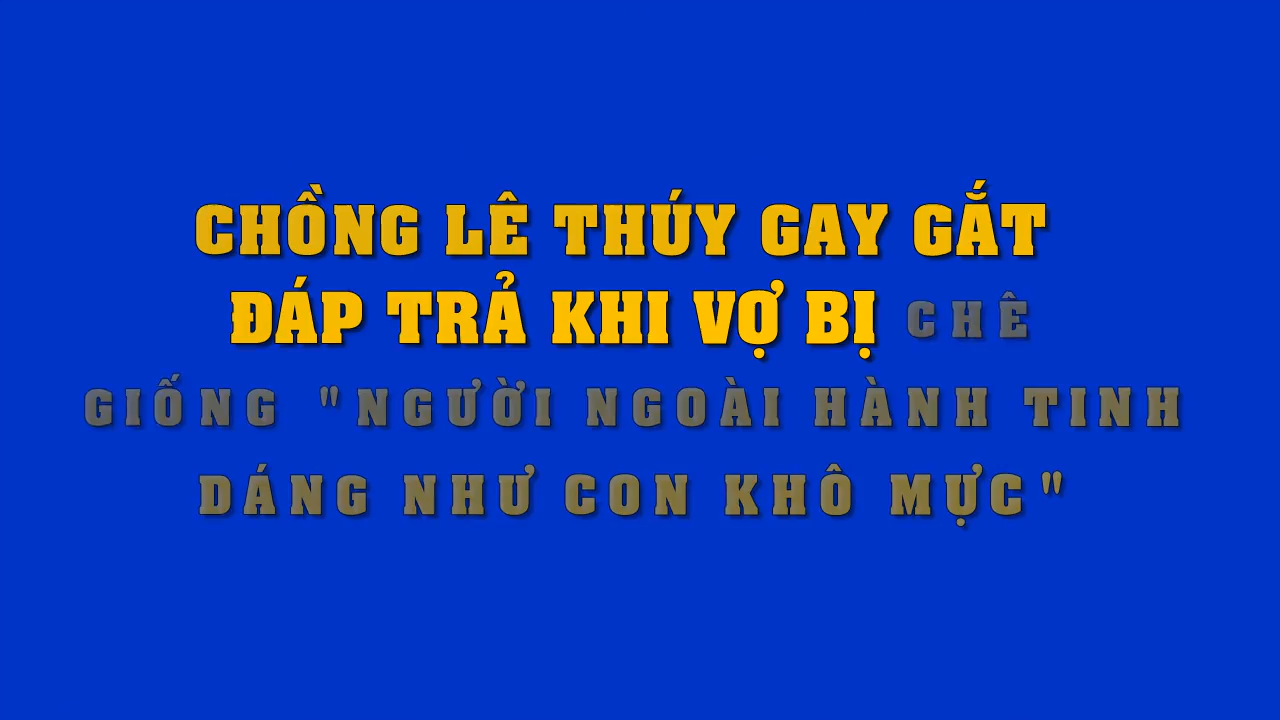 CHỒNG LÊ THÚY GAY GẮT
ĐÁP TRẢ KHI VỢ BỊ CHÊ
GIỐNG "NGƯỜI NGOÀI HÀNH TINH
DÁNG NHƯ CON KHÔ MỰC"